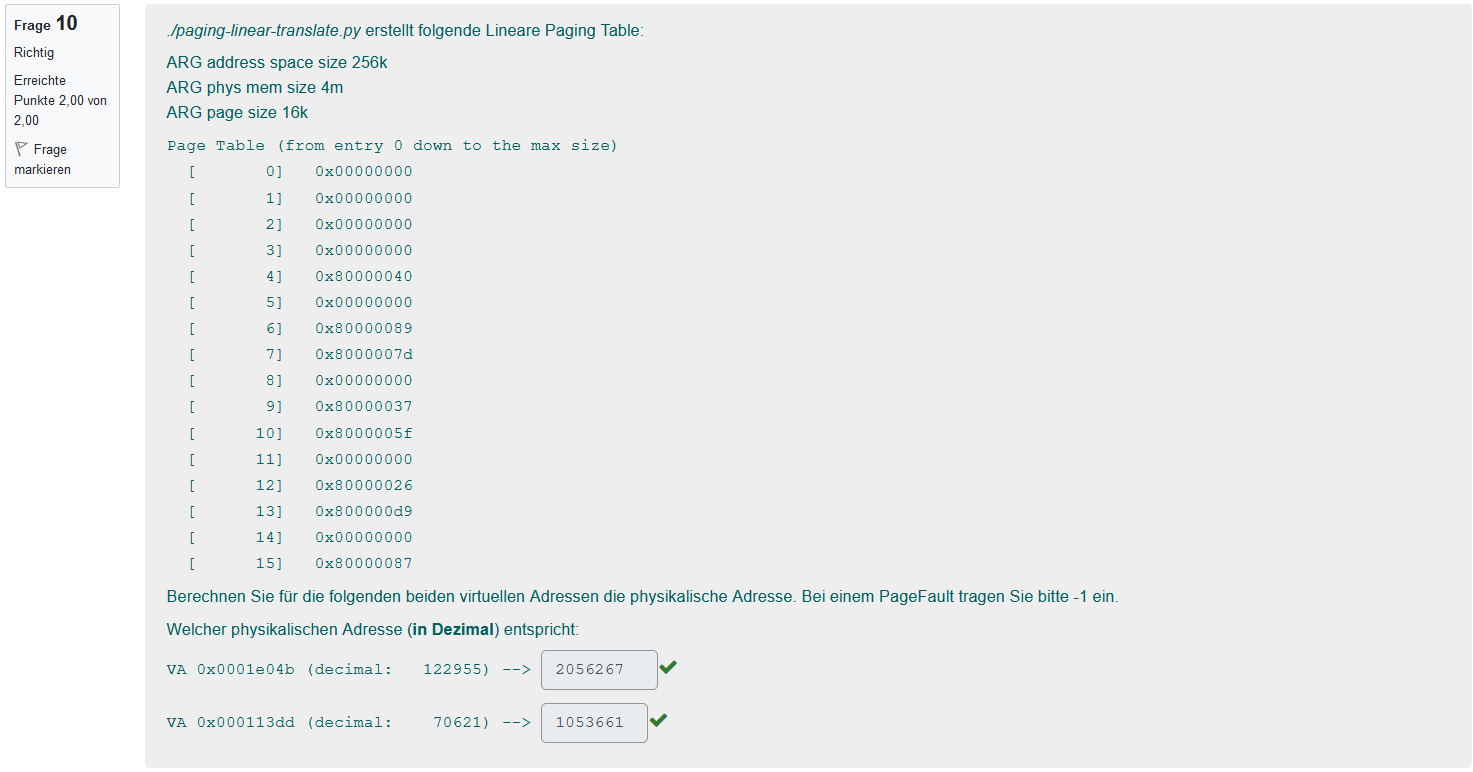 Frage 10
Richtig
Erreichte
Punkte 2,00 von
2,00
Frage
markieren
./paging-linear-translate.py erstellt folgende Lineare Paging Table:
ARG address space size 256k
ARG phys mem size 4m
ARG page size 16k
Page Table (from entry 0 down to the max size)
[ 0] 0x00000000
[ 1] 0x00000000
[ 2] 0x00000000
[ 3] 0x00000000
[ 4] 0x80000040
[ 5] 0x00000000
[ 6] 0x80000089
[ 7] 0x8000007d
[ 8] 0x00000000
[ 9] 0x80000037
[ 10] 0x8000005f
[ 11] 0x00000000
[ 12] 0x80000026
[ 13] 0x800000d9
[ 14] 0x00000000
[ 15] 0x80000087
Berechnen Sie für die folgenden beiden virtuellen Adressen die physikalische Adresse. Bei einem PageFault tragen Sie bitte -1 ein.
Welcher physikalischen Adresse (in Dezimal) entspricht:
VA 0x0001e04b (decimal: 122955) --> 2056267
VA 0x000113dd (decimal: 70621) --> 1053661